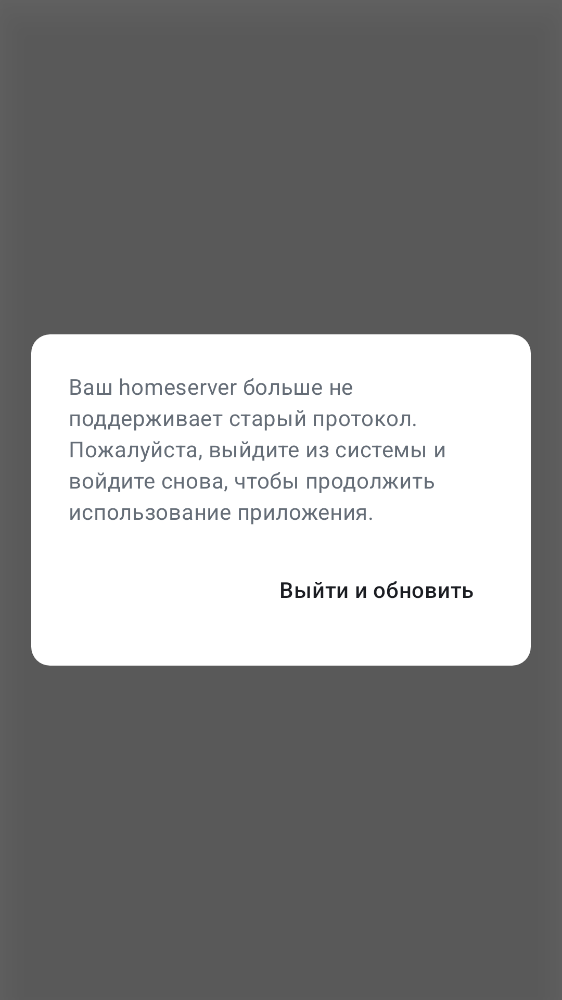 Ваш homeserver больше не
поддерживает старый протокол.
Пожалуйста, выйдите из системы и
войдите снова, чтобы продолжить
использование приложения.
Выйти и обновить